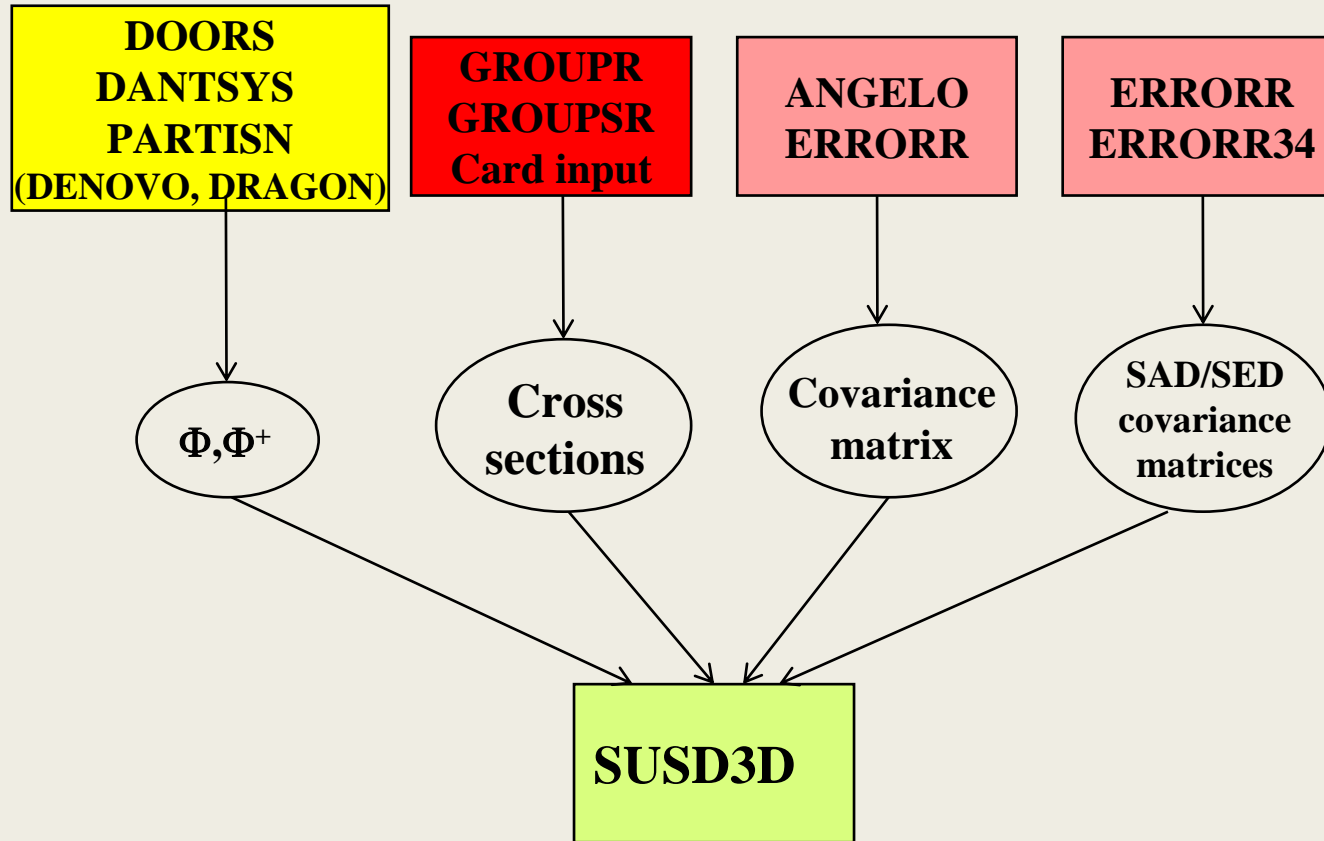 DOORS
DANTSYS
PARTISN
(DENOVO, DRAGON)
GROUPR
GROUPSR
Card input
ANGELO
ERRORR
ERRORR
ERRORR34
Φ,Φ⁺
Cross
sections
Covariance
matrix
SAD/SED
covariance
matrices
SUSD3D